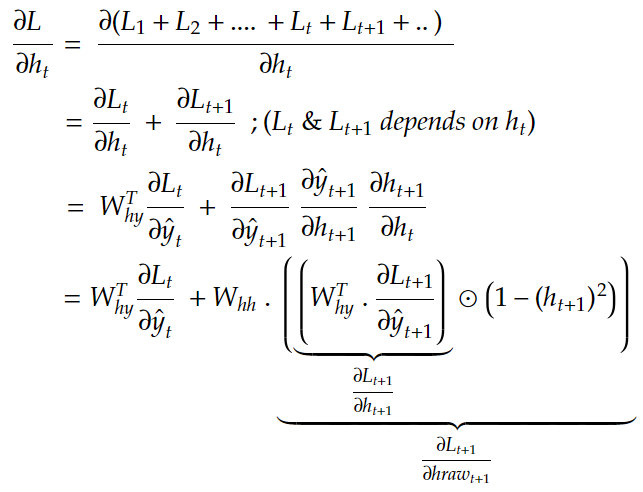 ∂L/∂h_t = ∂(L_1 + L_2 + .... + L_t + L_{t+1} + .. )/∂h_t
= ∂L_t/∂h_t + ∂L_{t+1}/∂h_t ; (L_t & L_{t+1} depends on h_t)
= W_{hy}^T ∂L_t/∂ŷ_t + ∂L_{t+1}/∂ŷ_{t+1} ∂ŷ_{t+1}/∂h_{t+1} ∂h_{t+1}/∂h_t
= W_{hy}^T ∂L_t/∂ŷ_t + W_{hh} . ((W_{hy}^T . ∂L_{t+1}/∂ŷ_{t+1}) ⊙ (1 − (h_{t+1})^2))
∂L_{t+1}/∂h_{t+1}
∂L_{t+1}/∂hraw_{t+1}